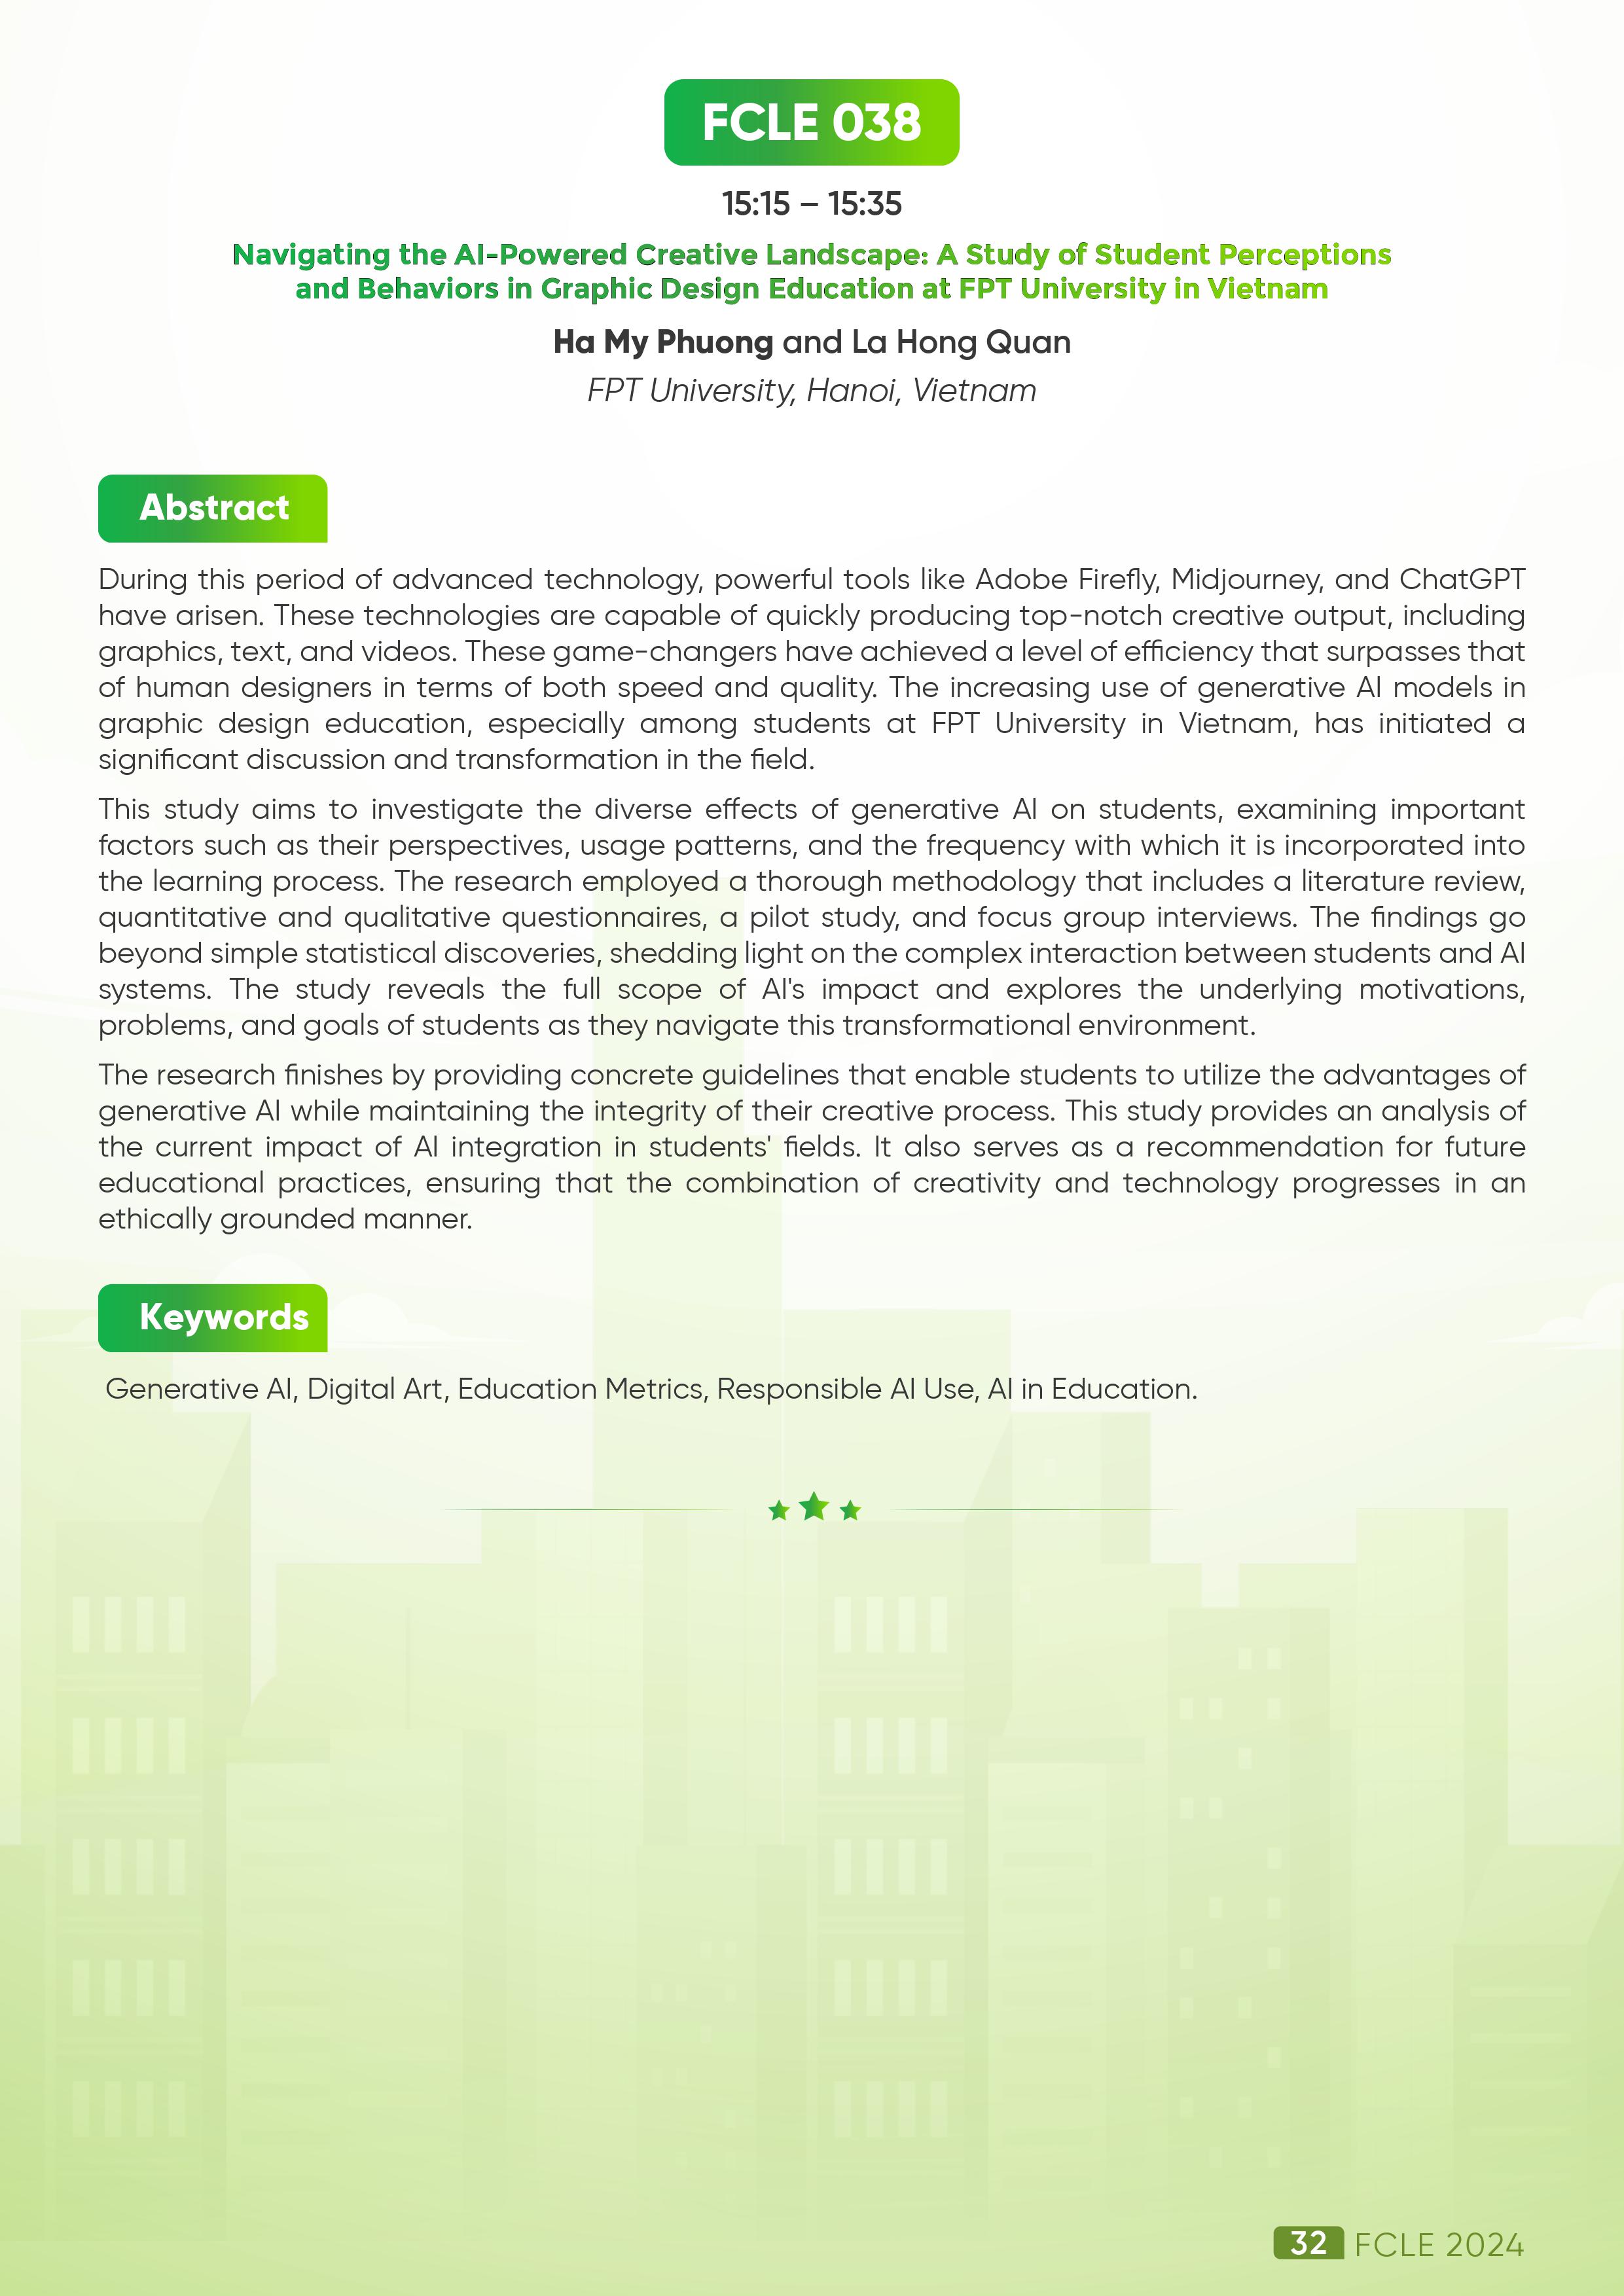 FCLE 038
15:15 – 15:35
Navigating the AI-Powered Creative Landscape: A Study of Student Perceptions
and Behaviors in Graphic Design Education at FPT University in Vietnam
Ha My Phuong and La Hong Quan
FPT University, Hanoi, Vietnam
Abstract
During this period of advanced technology, powerful tools like Adobe Firefly, Midjourney, and ChatGPT
have arisen. These technologies are capable of quickly producing top-notch creative output, including
graphics, text, and videos. These game-changers have achieved a level of efficiency that surpasses that
of human designers in terms of both speed and quality. The increasing use of generative AI models in
graphic design education, especially among students at FPT University in Vietnam, has initiated a
significant discussion and transformation in the field.
This study aims to investigate the diverse effects of generative AI on students, examining important
factors such as their perspectives, usage patterns, and the frequency with which it is incorporated into
the learning process. The research employed a thorough methodology that includes a literature review,
quantitative and qualitative questionnaires, a pilot study, and focus group interviews. The findings go
beyond simple statistical discoveries, shedding light on the complex interaction between students and AI
systems. The study reveals the full scope of AI's impact and explores the underlying motivations,
problems, and goals of students as they navigate this transformational environment.
The research finishes by providing concrete guidelines that enable students to utilize the advantages of
generative AI while maintaining the integrity of their creative process. This study provides an analysis of
the current impact of AI integration in students' fields. It also serves as a recommendation for future
educational practices, ensuring that the combination of creativity and technology progresses in an
ethically grounded manner.
Keywords
Generative AI, Digital Art, Education Metrics, Responsible AI Use, AI in Education.
32 FCLE 2024